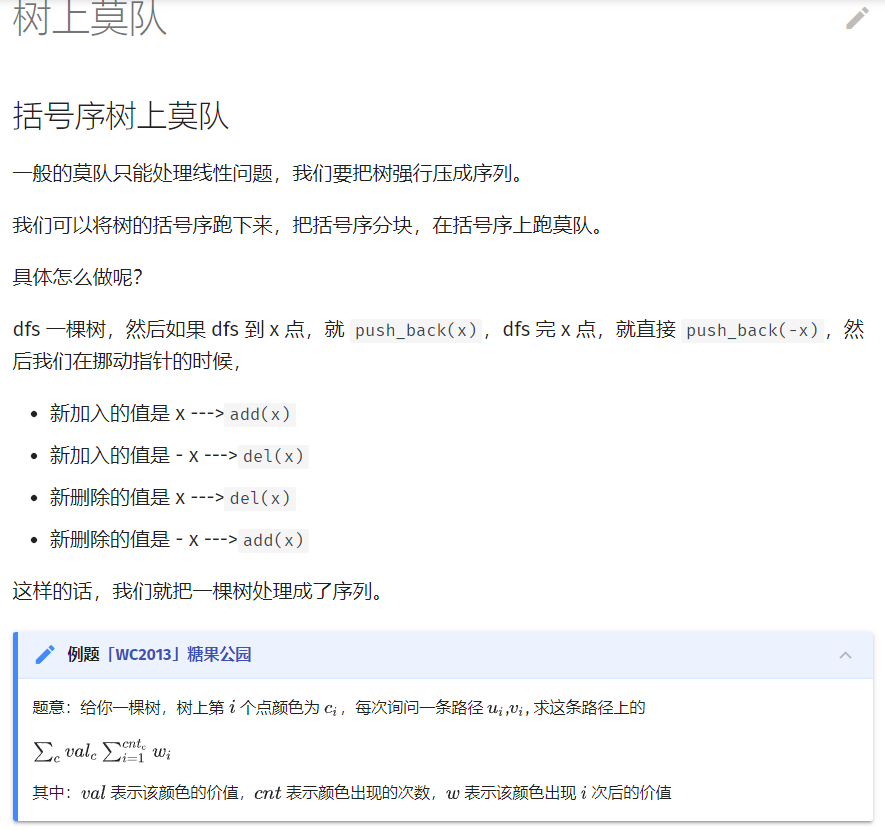 树上莫队
括号序树上莫队
一般的莫队只能处理线性问题，我们要把树强行压成序列。
我们可以将树的括号序跑下来，把括号序分块，在括号序上跑莫队。
具体怎么做呢？
dfs 一棵树，然后如果 dfs 到 x 点，就 push_back(x)，dfs 完 x 点，就直接 push_back(-x)，然
后我们在挪动指针的时候，
• 新加入的值是 x ---> add(x)
• 新加入的值是 - x ---> del(x)
• 新删除的值是 x ---> del(x)
• 新删除的值是 - x ---> add(x)
这样的话，我们就把一棵树处理成了序列。
例题「WC2013」糖果公园
题意：给你一棵树，树上第 i 个点颜色为 c_i，每次询问一条路径 u_i,v_i, 求这条路径上的
∑_c val_c ∑_{i=1}^{cnt_c} w_i
其中：val 表示该颜色的价值，cnt 表示颜色出现的次数，w 表示该颜色出现 i 次后的价值